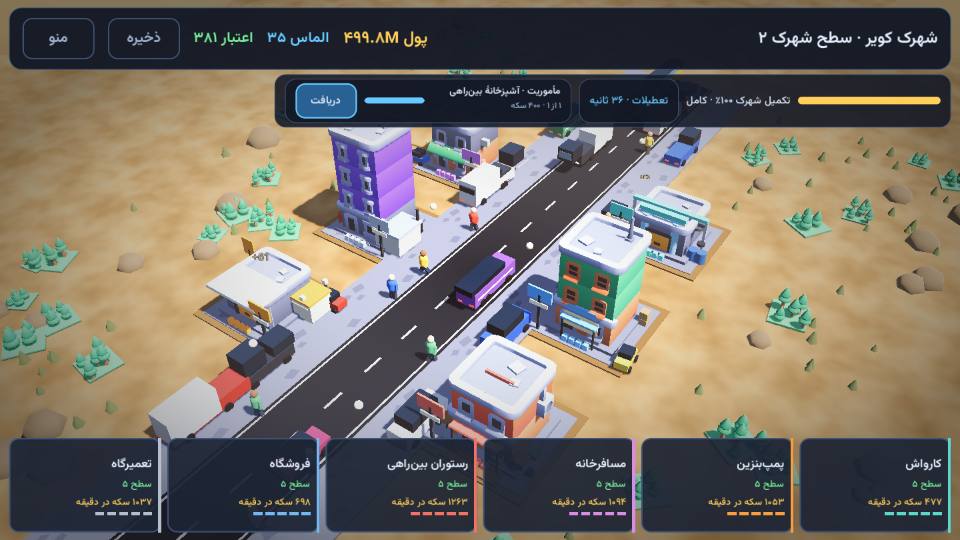 شهرک کویر · سطح شهرک ۲
پول ۴۹۹.۸M
الماس ۳۵
اعتبار ۳۸۱
ذخیره
منو
تکمیل شهرک ۱۰۰٪ · کامل
تعطیلات · ۳۶ ثانیه
مأموریت · آشپزخانهٔ بین‌راهی
۱ از ۱ · ۴۰۰ سکه
دریافت
کارواش
سطح ۵
۴۷۷ سکه در دقیقه
پمپ‌بنزین
سطح ۵
۱۰۵۳ سکه در دقیقه
مسافرخانه
سطح ۵
۱۰۹۴ سکه در دقیقه
رستوران بین‌راهی
سطح ۵
۱۲۶۳ سکه در دقیقه
فروشگاه
سطح ۵
۶۹۸ سکه در دقیقه
تعمیرگاه
سطح ۵
۱۰۳۷ سکه در دقیقه